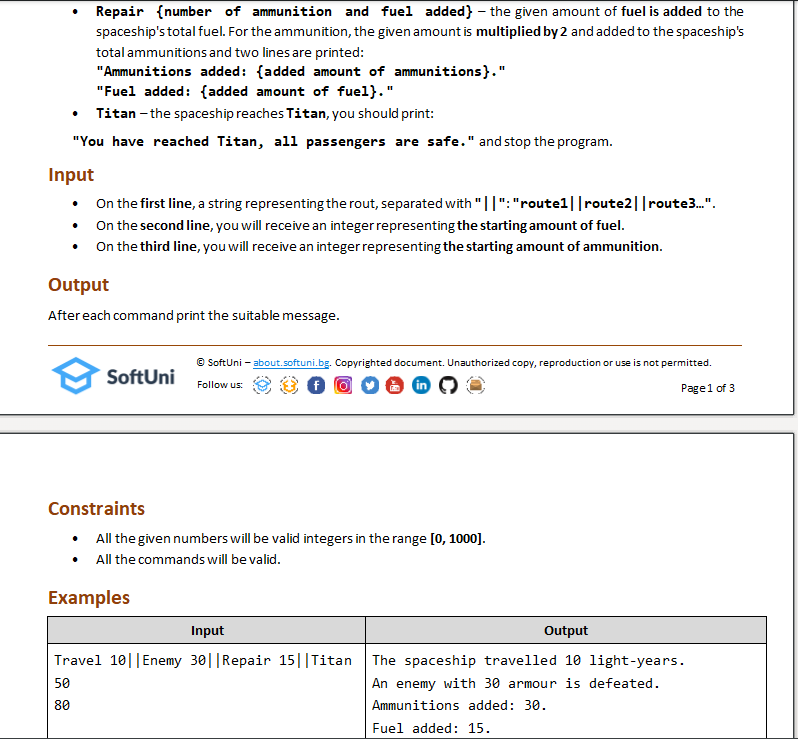 • Repair {number of ammunition and fuel added} – the given amount of fuel is added to the
spaceship's total fuel. For the ammunition, the given amount is multiplied by 2 and added to the spaceship's
total ammunitions and two lines are printed:
"Ammunitions added: {added amount of ammunitions}."
"Fuel added: {added amount of fuel}."
• Titan – the spaceship reaches Titan, you should print:
"You have reached Titan, all passengers are safe." and stop the program.
Input
• On the first line, a string representing the rout, separated with "||": "route1||route2||route3…".
• On the second line, you will receive an integer representing the starting amount of fuel.
• On the third line, you will receive an integer representing the starting amount of ammunition.
Output
After each command print the suitable message.
SoftUni
© SoftUni – about.softuni.bg. Copyrighted document. Unauthorized copy, reproduction or use is not permitted.
Follow us:
Page 1 of 3
Constraints
• All the given numbers will be valid integers in the range [0, 1000].
• All the commands will be valid.
Examples
Input Output
Travel 10||Enemy 30||Repair 15||Titan
50
80
The spaceship travelled 10 light-years.
An enemy with 30 armour is defeated.
Ammunitions added: 30.
Fuel added: 15.